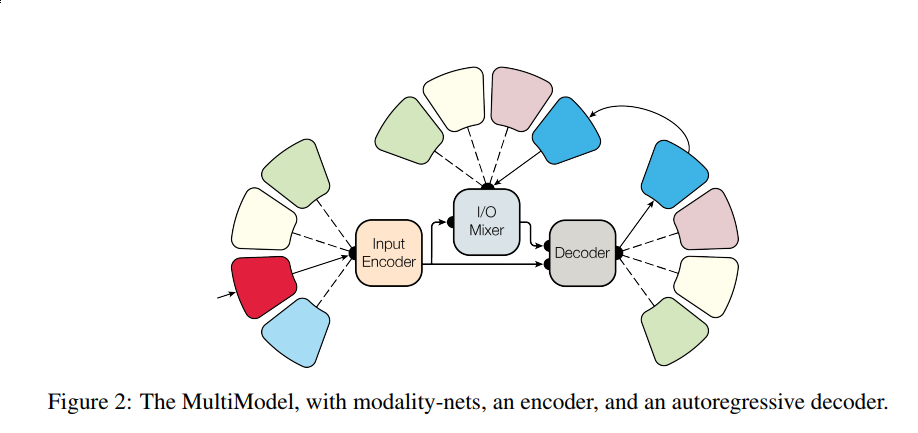 I/O
Mixer
Input
Encoder
Decoder
Figure 2: The MultiModel, with modality-nets, an encoder, and an autoregressive decoder.